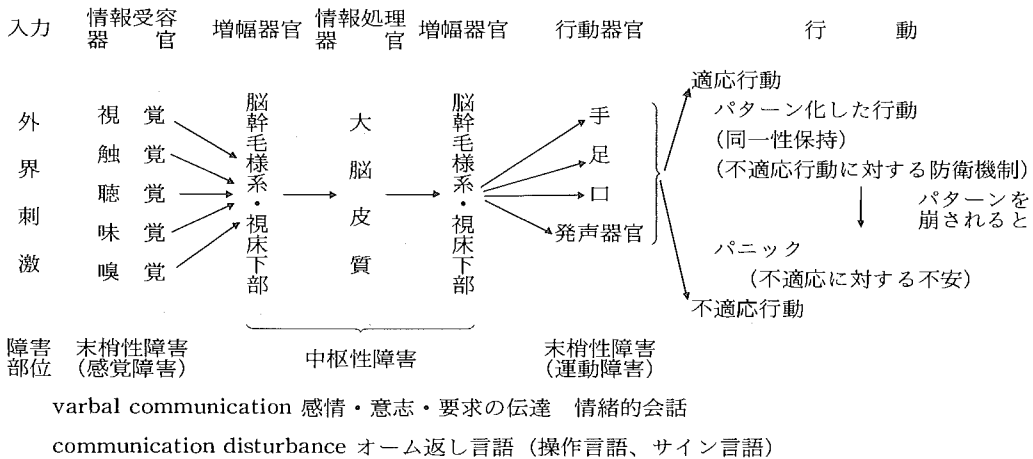 入力 情報受容器官 増幅器官 情報処理器官 増幅器官 行動器官 行動
外界刺激
視覚
触覚
聴覚
味覚
嗅覚
脳幹毛様系・視床下部
大脳皮質
脳幹毛様系・視床下部
手
足
口
発声器官
適応行動
パターン化した行動
(同一性保持)
(不適応行動に対する防衛機制)
パターンを
崩されると
パニック
(不適応に対する不安)
不適応行動
障害部位
末梢性障害
(感覚障害)
中枢性障害
末梢性障害
(運動障害)
varbal communication 感情・意志・要求の伝達 情緒的会話
communication disturbance オーム返し言語(操作言語、サイン言語)